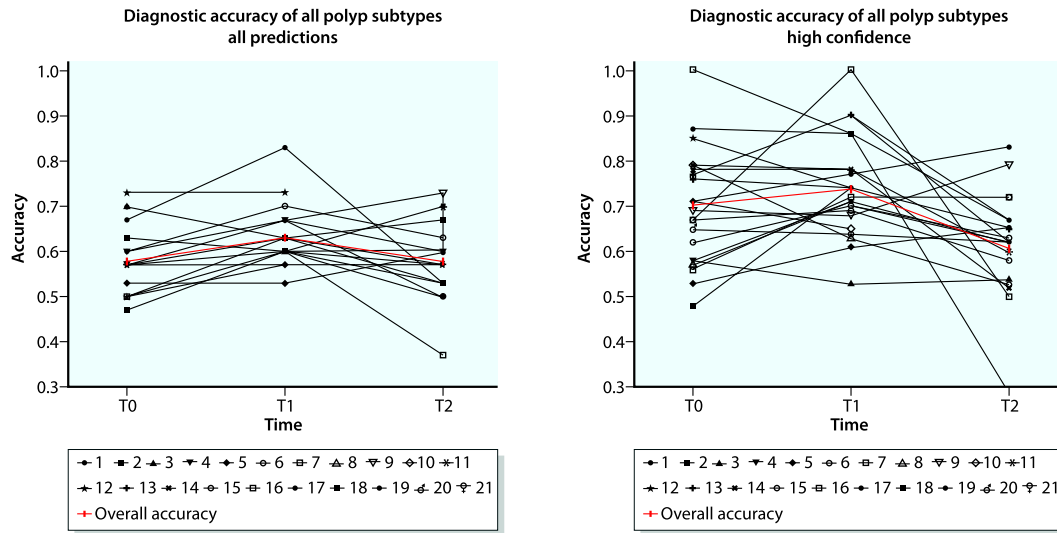 Diagnostic accuracy of all polyp subtypes
all predictions
Accuracy
1.0
0.9
0.8
0.7
0.6
0.5
0.4
0.3
T0 T1 T2
Time
1 2 3 4 5 6 7 8 9 10 11
12 13 14 15 16 17 18 19 20 21
Overall accuracy
Diagnostic accuracy of all polyp subtypes
high confidence
Accuracy
1.0
0.9
0.8
0.7
0.6
0.5
0.4
0.3
T0 T1 T2
Time
1 2 3 4 5 6 7 8 9 10 11
12 13 14 15 16 17 18 19 20 21
Overall accuracy